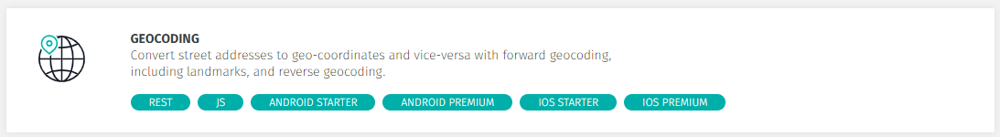 GEOCODING
Convert street addresses to geo-coordinates and vice-versa with forward geocoding,
including landmarks, and reverse geocoding.
REST JS ANDROID STARTER ANDROID PREMIUM IOS STARTER IOS PREMIUM